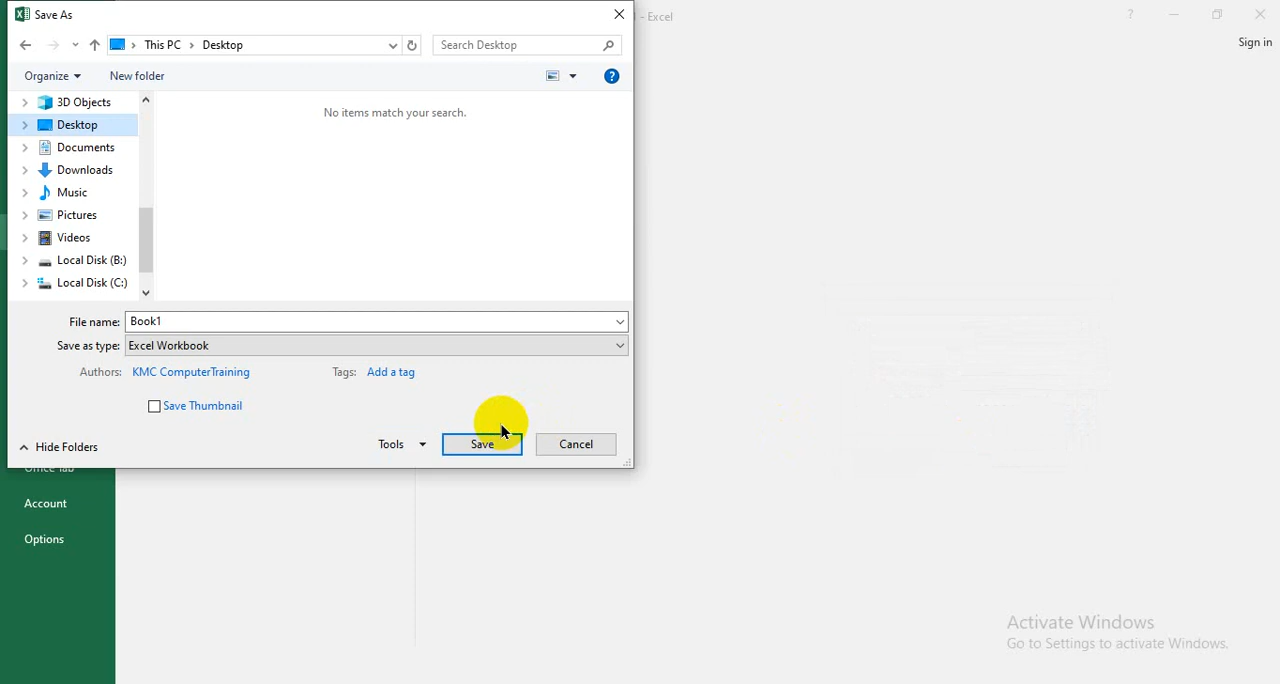 Save As
- Excel
?
This PC > Desktop
Search Desktop
Sign in
Organize
New folder
?
3D Objects
No items match your search.
Desktop
Documents
Downloads
Music
Pictures
Videos
Local Disk (B:)
Local Disk (C:)
File name: Book1
Save as type: Excel Workbook
Authors: KMC ComputerTraining
Tags: Add a tag
Save Thumbnail
Hide Folders
Tools
Save
Cancel
Office Tab
Account
Options
Activate Windows
Go to Settings to activate Windows.